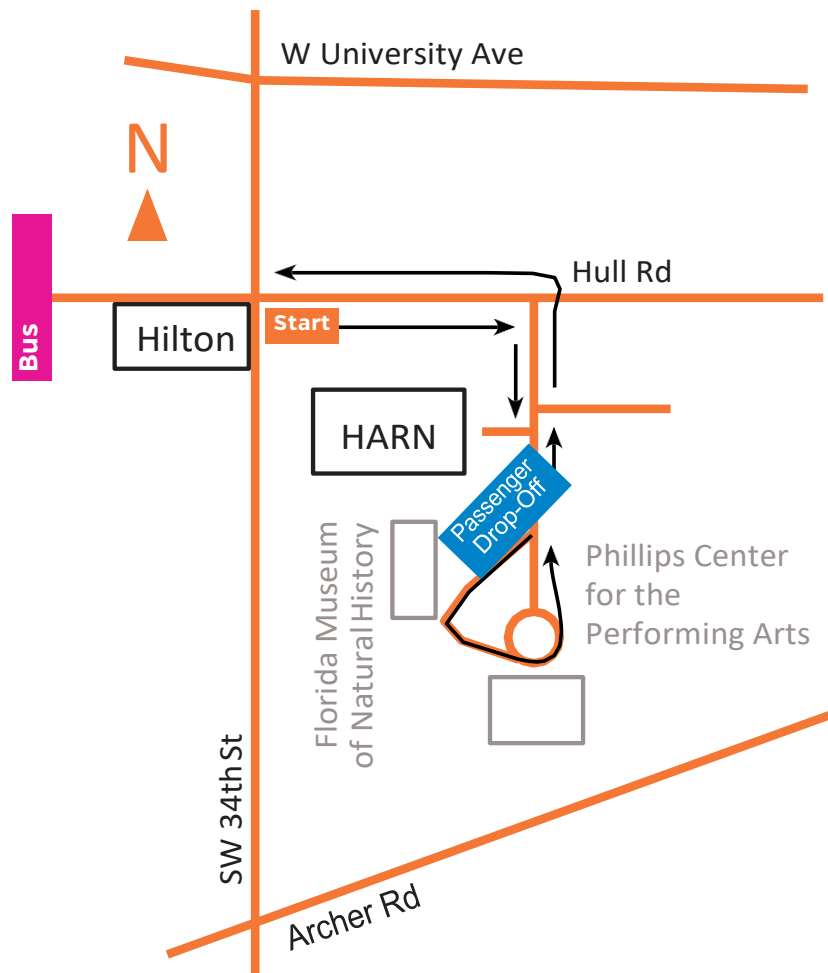 W University Ave
N
Hull Rd
Bus
Hilton
Start
HARN
Passenger
Drop-Off
Florida Museum
of Natural History
Phillips Center
for the
Performing Arts
SW 34th St
Archer Rd